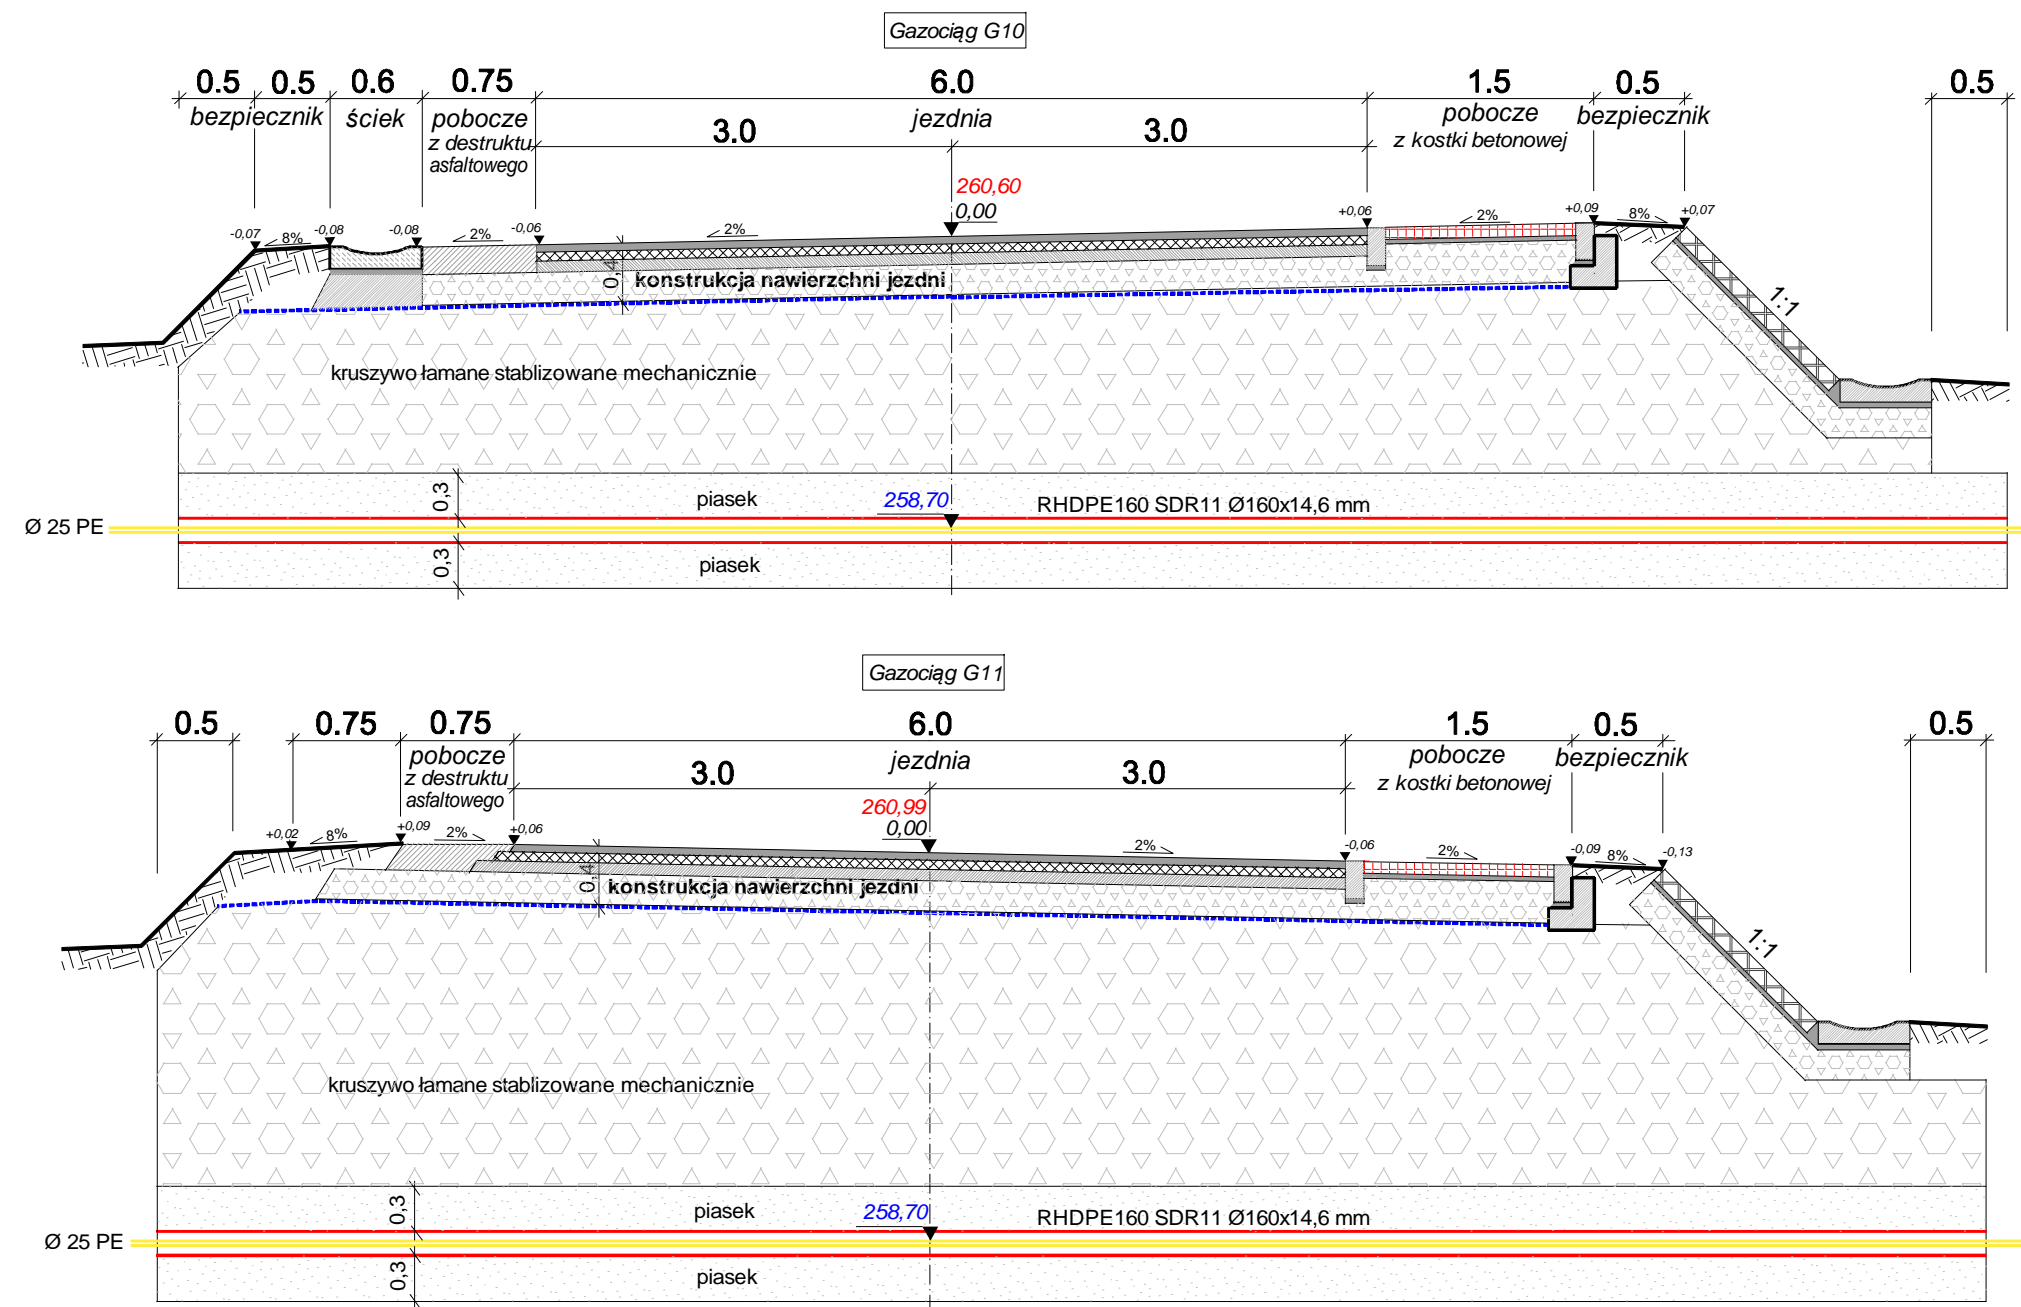 Gazociąg G10
0.5 0.5 0.6 0.75 6.0 1.5 0.5 0.5
bezpiecznik ściek pobocze jezdnia pobocze bezpiecznik
z destruktu 3.0 3.0 z kostki betonowej
asfaltowego
260,60
0,00
-0,07 8% -0,08 -0,08 2% -0,06 2% +0,06 2% +0,09 8% +0,07
0,4 konstrukcja nawierzchni jezdni
1:1
kruszywo łamane stablizowane mechanicznie
0,3 piasek 258,70 RHDPE160 SDR11 Ø160x14,6 mm
Ø 25 PE
0,3 piasek
Gazociąg G11
0.5 0.75 0.75 6.0 1.5 0.5 0.5
pobocze jezdnia pobocze bezpiecznik
z destruktu 3.0 3.0 z kostki betonowej
asfaltowego
260,99
0,00
+0,02 8% +0,09 2% +0,06 2% -0,06 2% -0,09 8% -0,13
0,4 konstrukcja nawierzchni jezdni
1:1
kruszywo łamane stablizowane mechanicznie
0,3 piasek 258,70 RHDPE160 SDR11 Ø160x14,6 mm
Ø 25 PE
0,3 piasek